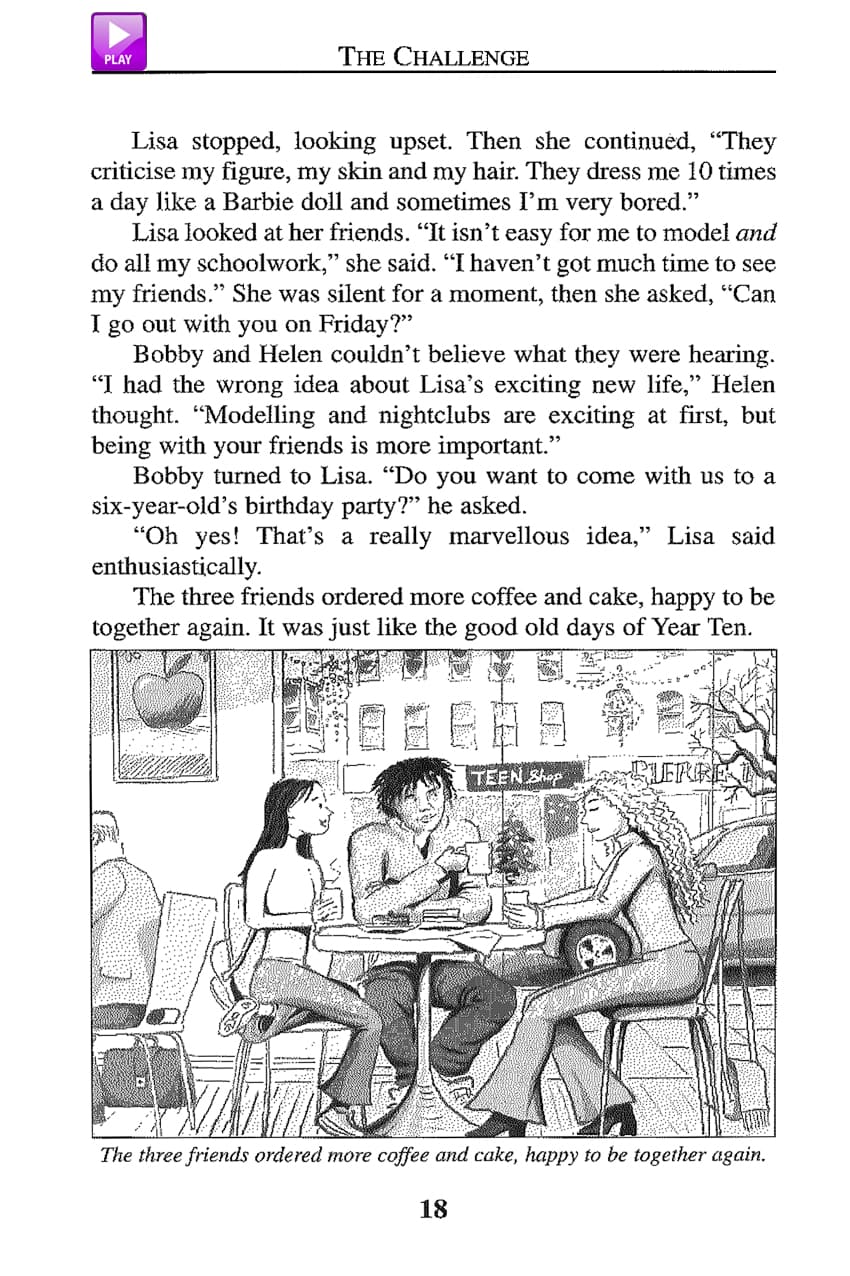 PLAY
THE CHALLENGE
Lisa stopped, looking upset. Then she continued, “They
criticise my figure, my skin and my hair. They dress me 10 times
a day like a Barbie doll and sometimes I’m very bored.”
Lisa looked at her friends. “It isn’t easy for me to model and
do all my schoolwork,” she said. “I haven’t got much time to see
my friends.” She was silent for a moment, then she asked, “Can
I go out with you on Friday?”
Bobby and Helen couldn’t believe what they were hearing.
“I had the wrong idea about Lisa’s exciting new life,” Helen
thought. “Modelling and nightclubs are exciting at first, but
being with your friends is more important.”
Bobby turned to Lisa. “Do you want to come with us to a
six-year-old’s birthday party?” he asked.
“Oh yes! That’s a really marvellous idea,” Lisa said
enthusiastically.
The three friends ordered more coffee and cake, happy to be
together again. It was just like the good old days of Year Ten.
TEEN Shop
PIERRE
The three friends ordered more coffee and cake, happy to be together again.
18